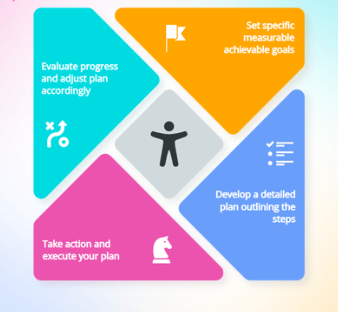 Set specific
measurable
achievable goals
Evaluate progress
and adjust plan
accordingly
Develop a detailed
plan outlining the
steps
Take action and
execute your plan